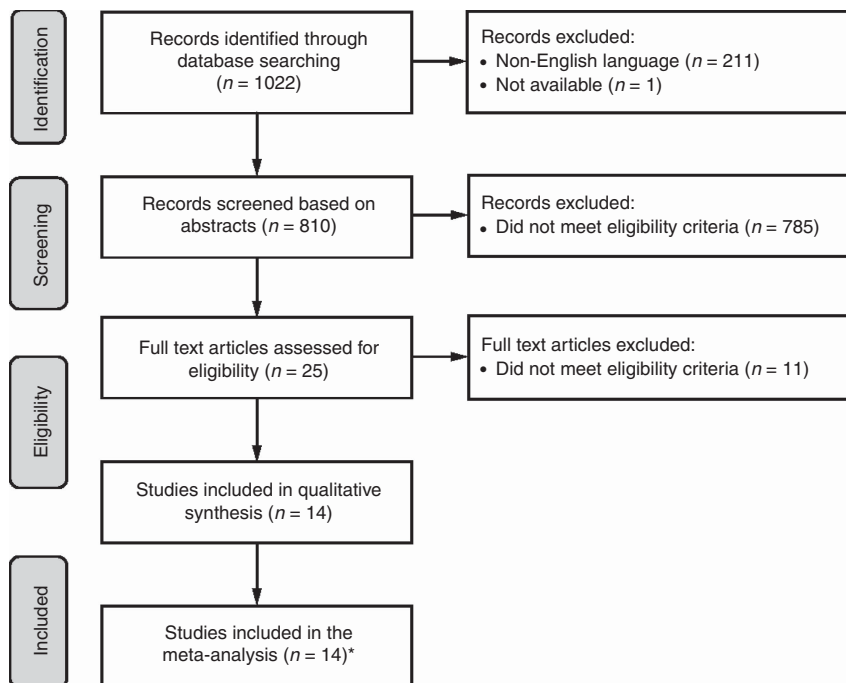 Identification
Records identified through
database searching
(n = 1022)
Records excluded:
• Non-English language (n = 211)
• Not available (n = 1)
Screening
Records screened based on
abstracts (n = 810)
Records excluded:
• Did not meet eligibility criteria (n = 785)
Eligibility
Full text articles assessed for
eligibility (n = 25)
Full text articles excluded:
• Did not meet eligibility criteria (n = 11)
Studies included in qualitative
synthesis (n = 14)
Included
Studies included in the
meta-analysis (n = 14)*